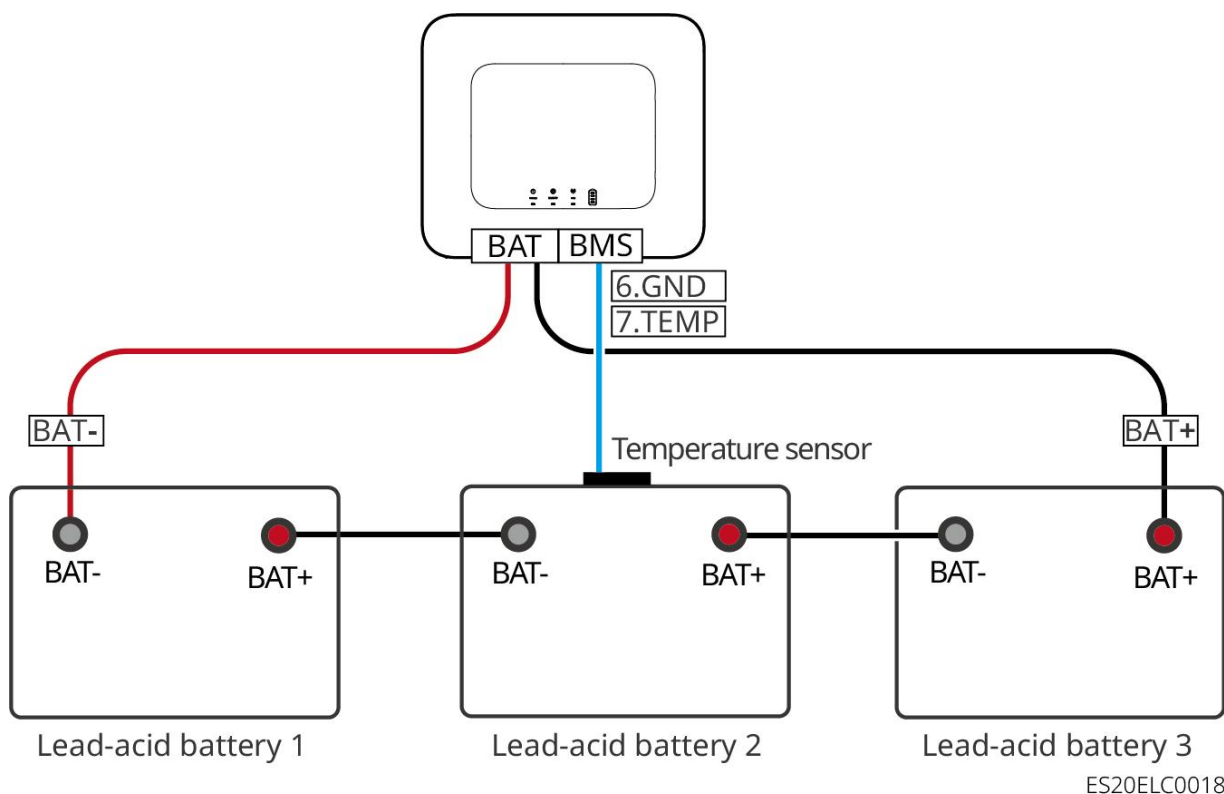 BAT BMS
6.GND
7.TEMP
BAT- BAT+
Temperature sensor
BAT- BAT+ BAT- BAT+ BAT- BAT+
Lead-acid battery 1 Lead-acid battery 2 Lead-acid battery 3
ES20ELC0018